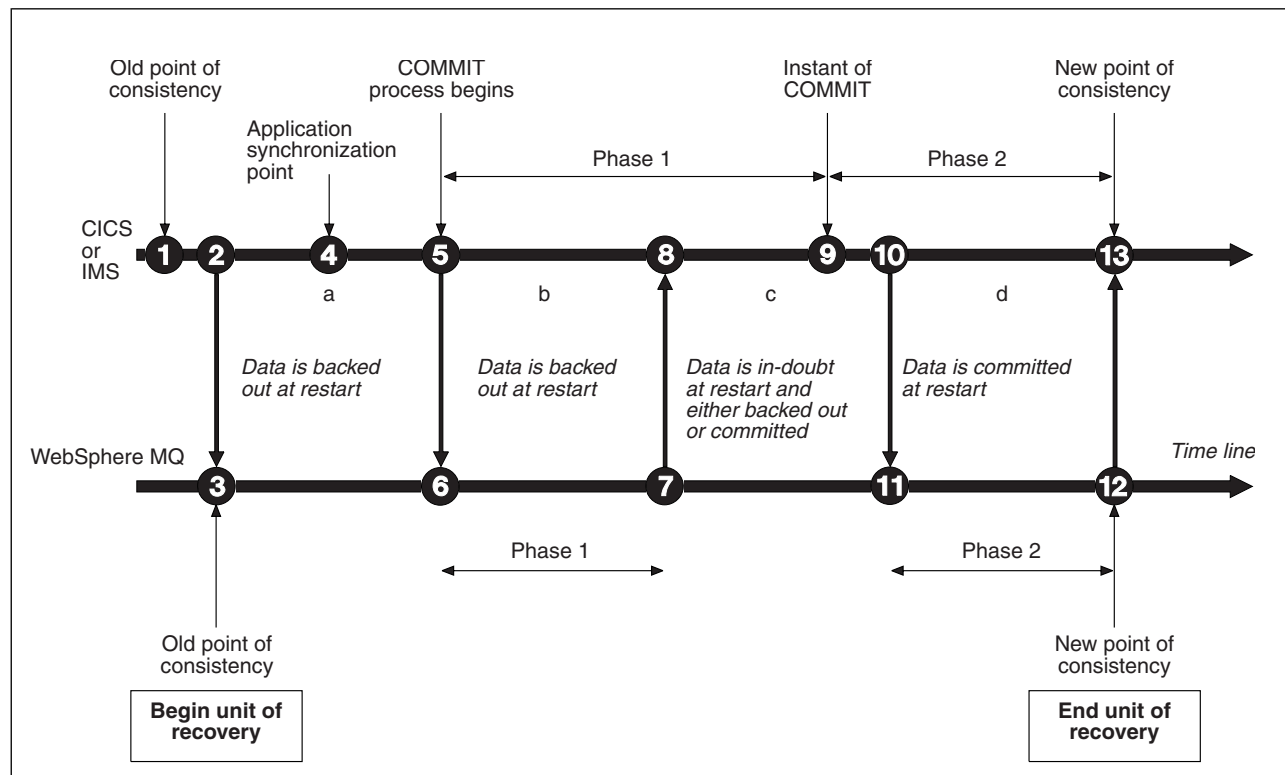 Old point of
consistency
COMMIT
process begins
Instant of
COMMIT
New point of
consistency
Application
synchronization
point
Phase 1
Phase 2
CICS
or
IMS
1
2
4
5
8
9
10
13
a
b
c
d
Data is backed
out at restart
Data is backed
out at restart
Data is in-doubt
at restart and
either backed out
or committed
Data is committed
at restart
WebSphere MQ
Time line
3
6
7
11
12
Phase 1
Phase 2
Old point of
consistency
New point of
consistency
Begin unit of
recovery
End unit of
recovery